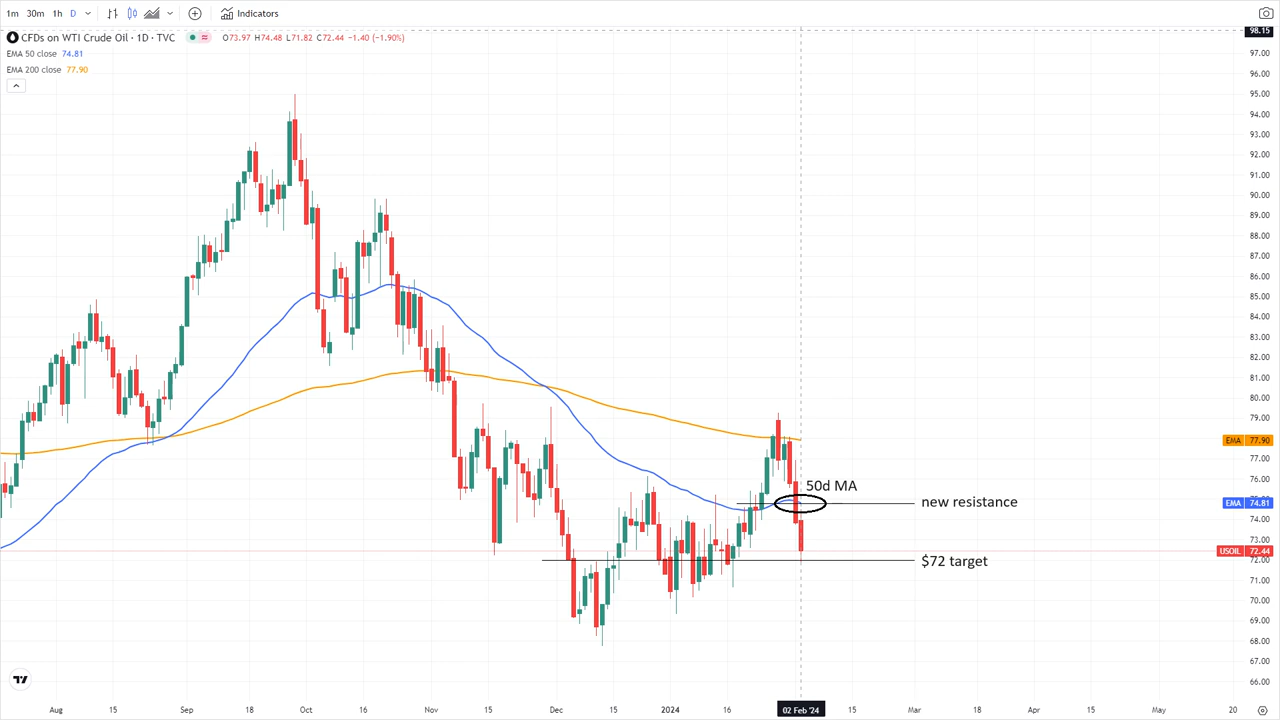 1m 30m 1h D Indicators
CFDs on WTI Crude Oil · 1D · TVC O73.97 H74.48 L71.82 C72.44 −1.40 (−1.90%)
EMA 50 close 74.81
EMA 200 close 77.90
98.15
97.00
96.00
95.00
94.00
93.00
92.00
91.00
90.00
89.00
88.00
87.00
86.00
85.00
84.00
83.00
82.00
81.00
80.00
79.00
EMA 77.90
77.00
76.00
50d MA
new resistance
EMA 74.81
74.00
73.00
USOIL 72.44
72.00
$72 target
71.00
70.00
69.00
68.00
67.00
66.00
Aug 15 Sep 18 Oct 16 Nov 15 Dec 15 2024 16 02 Feb '24 15 Mar 15 Apr 15 May 20